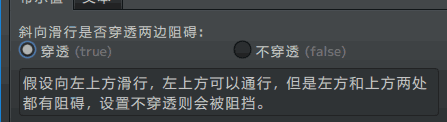 斜向滑行是否穿透两边阻碍：
穿透 (true) 不穿透 (false)
假设向左上方滑行，左上方可以通行，但是左方和上方两处
都有阻碍，设置不穿透则会被阻挡。